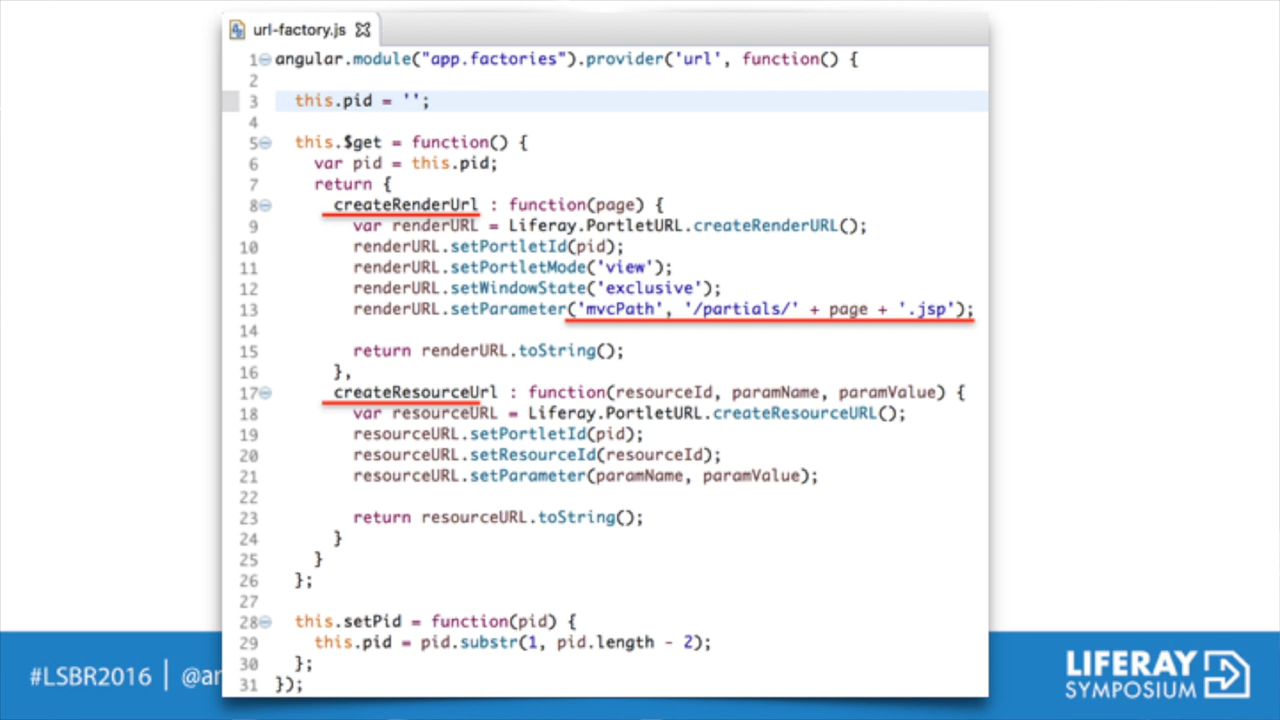 url-factory.js
1 angular.module("app.factories").provider('url', function() {
2
3 this.pid = '';
4
5 this.$get = function() {
6 var pid = this.pid;
7 return {
8 createRenderUrl : function(page) {
9 var renderURL = Liferay.PortletURL.createRenderURL();
10 renderURL.setPortletId(pid);
11 renderURL.setPortletMode('view');
12 renderURL.setWindowState('exclusive');
13 renderURL.setParameter('mvcPath', '/partials/' + page + '.jsp');
14
15 return renderURL.toString();
16 },
17 createResourceUrl : function(resourceId, paramName, paramValue) {
18 var resourceURL = Liferay.PortletURL.createResourceURL();
19 resourceURL.setPortletId(pid);
20 resourceURL.setResourceId(resourceId);
21 resourceURL.setParameter(paramName, paramValue);
22
23 return resourceURL.toString();
24 }
25 }
26 };
27
28 this.setPid = function(pid) {
29 this.pid = pid.substr(1, pid.length - 2);
30 };
31 });
#LSBR2016 | @ar
LIFERAY
SYMPOSIUM